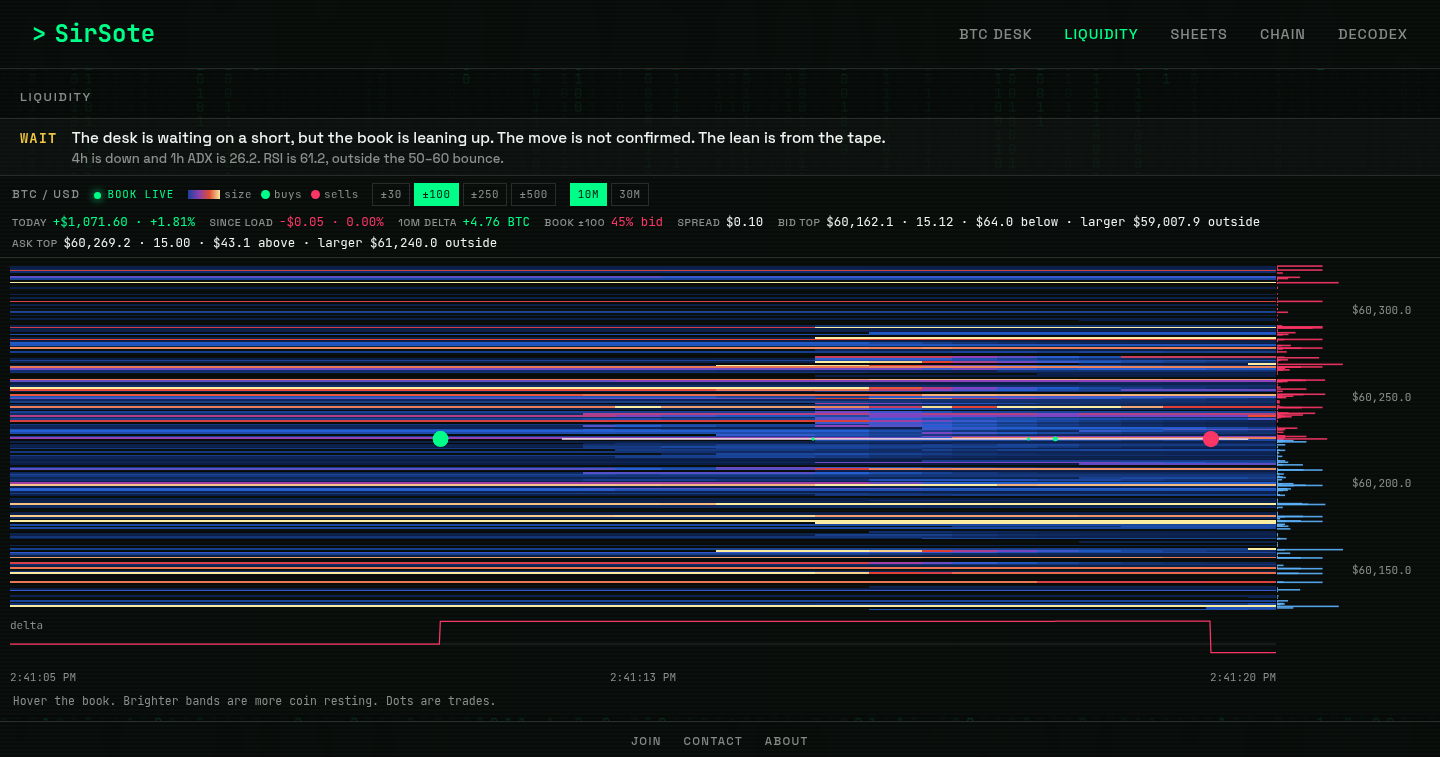 > SirSote
BTC DESK LIQUIDITY SHEETS CHAIN DECODEX
LIQUIDITY
WAIT The desk is waiting on a short, but the book is leaning up. The move is not confirmed. The lean is from the tape.
4h is down and 1h ADX is 26.2. RSI is 61.2, outside the 50–60 bounce.
BTC / USD BOOK LIVE size buys sells ±30 ±100 ±250 ±500 10M 30M
TODAY +$1,071.60 · +1.81% SINCE LOAD -$0.05 · 0.00% 10M DELTA +4.76 BTC BOOK ±100 45% bid SPREAD $0.10 BID TOP $60,162.1 · 15.12 · $64.0 below · larger $59,007.9 outside
ASK TOP $60,269.2 · 15.00 · $43.1 above · larger $61,240.0 outside
$60,300.0
$60,250.0
$60,200.0
$60,150.0
delta
2:41:05 PM 2:41:13 PM 2:41:20 PM
Hover the book. Brighter bands are more coin resting. Dots are trades.
JOIN CONTACT ABOUT